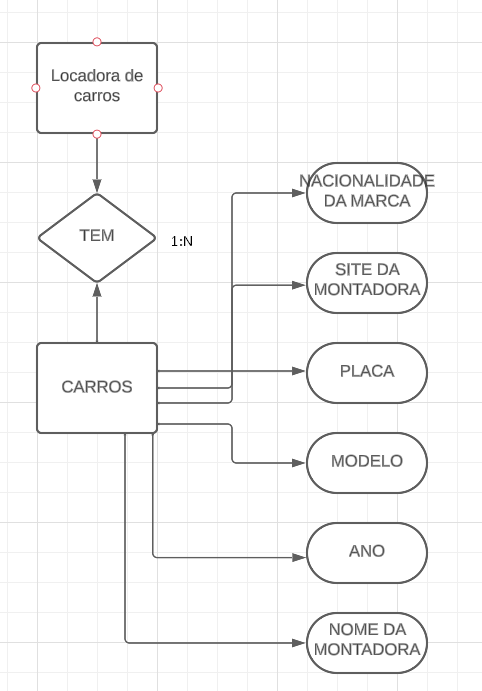 Locadora de
carros
TEM
1:N
CARROS
NACIONALIDADE
DA MARCA
SITE DA
MONTADORA
PLACA
MODELO
ANO
NOME DA
MONTADORA